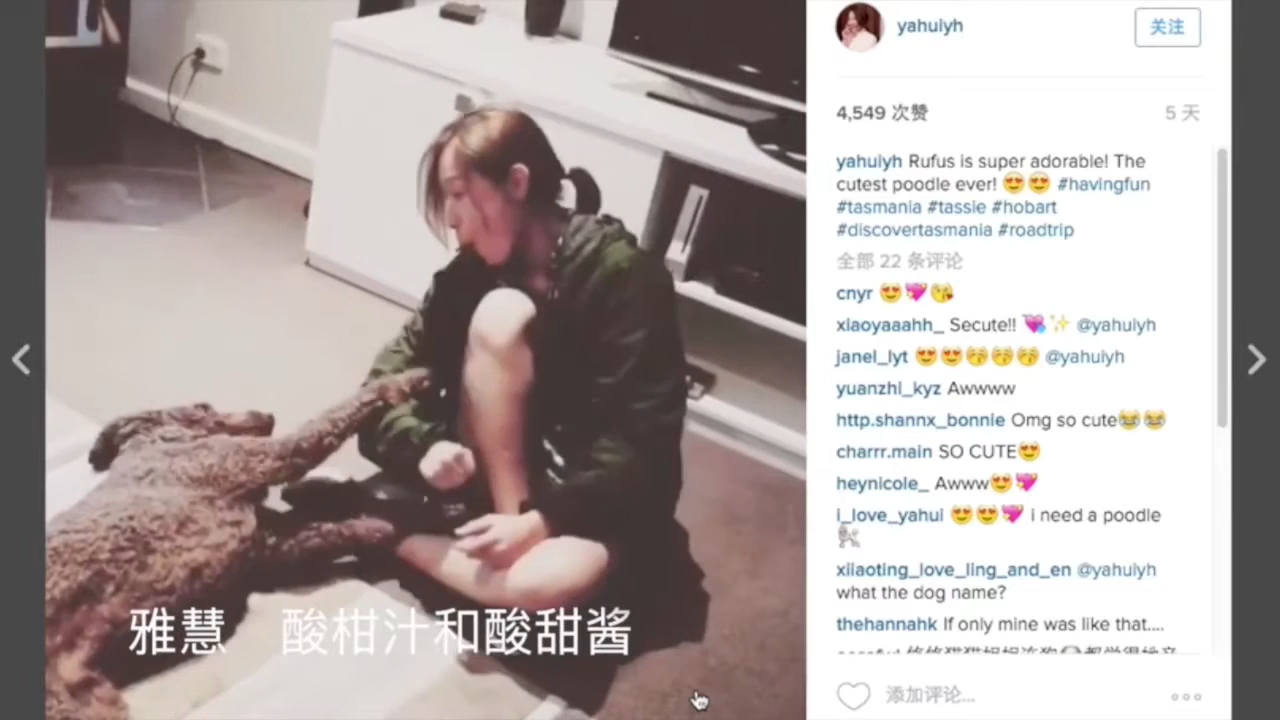 yahuiyh
关注
4,549 次赞
5 天
yahuiyh Rufus is super adorable! The
cutest poodle ever! 😍😍 #havingfun
#tasmania #tassie #hobart
#discovertasmania #roadtrip
全部 22 条评论
cnyr 😍💖😘
xiaoyaaahh_ Secute!! 💘✨ @yahuiyh
janel_lyt 😍😍😚😚😚 @yahuiyh
yuanzhi_kyz Awwww
http.shannx_bonnie Omg so cute😂😂
charrr.main SO CUTE😍
heynicole_ Awww😍💖
i_love_yahui 😍😍💖 i need a poodle
🐩
xiiaoting_love_ling_and_en @yahuiyh
what the dog name?
thehannahk If only mine was like that....
添加评论...
雅慧 酸柑汁和酸甜酱